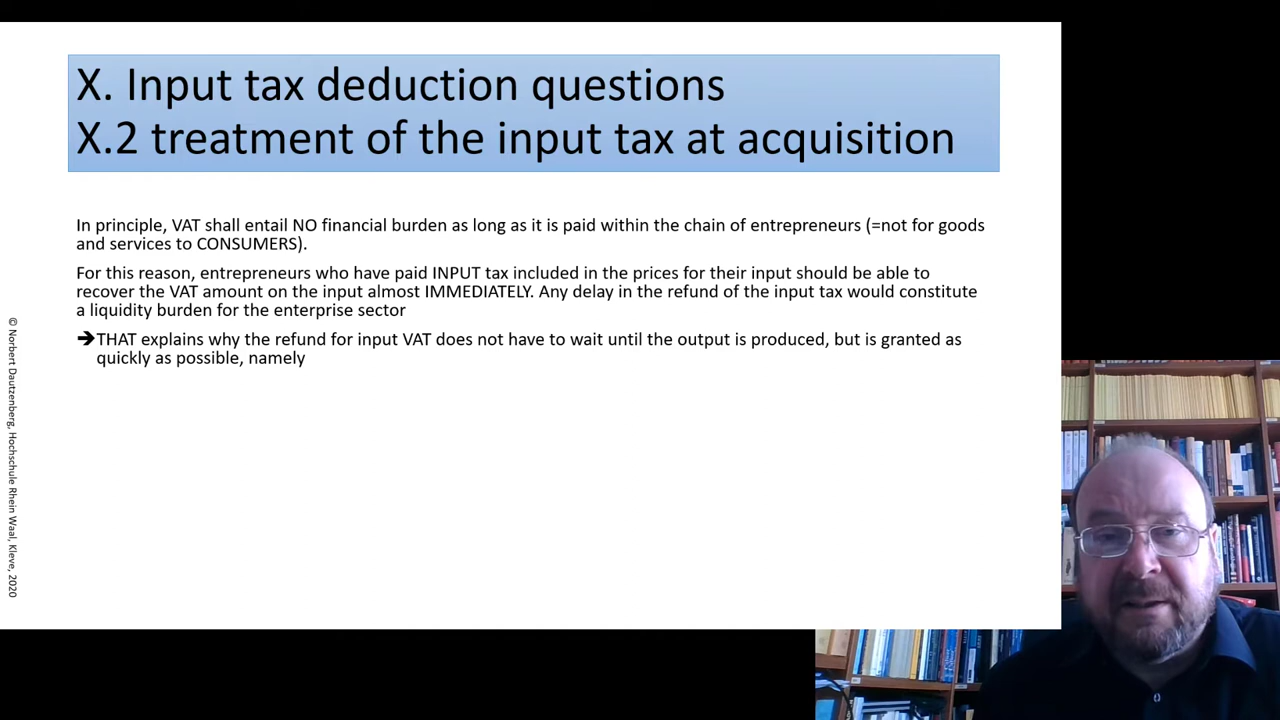 X. Input tax deduction questions
X.2 treatment of the input tax at acquisition
In principle, VAT shall entail NO financial burden as long as it is paid within the chain of entrepreneurs (=not for goods
and services to CONSUMERS).
For this reason, entrepreneurs who have paid INPUT tax included in the prices for their input should be able to
recover the VAT amount on the input almost IMMEDIATELY. Any delay in the refund of the input tax would constitute
a liquidity burden for the enterprise sector
➔THAT explains why the refund for input VAT does not have to wait until the output is produced, but is granted as
quickly as possible, namely
© Norbert Dautzenberg, Hochschule Rhein Waal, Kleve, 2020